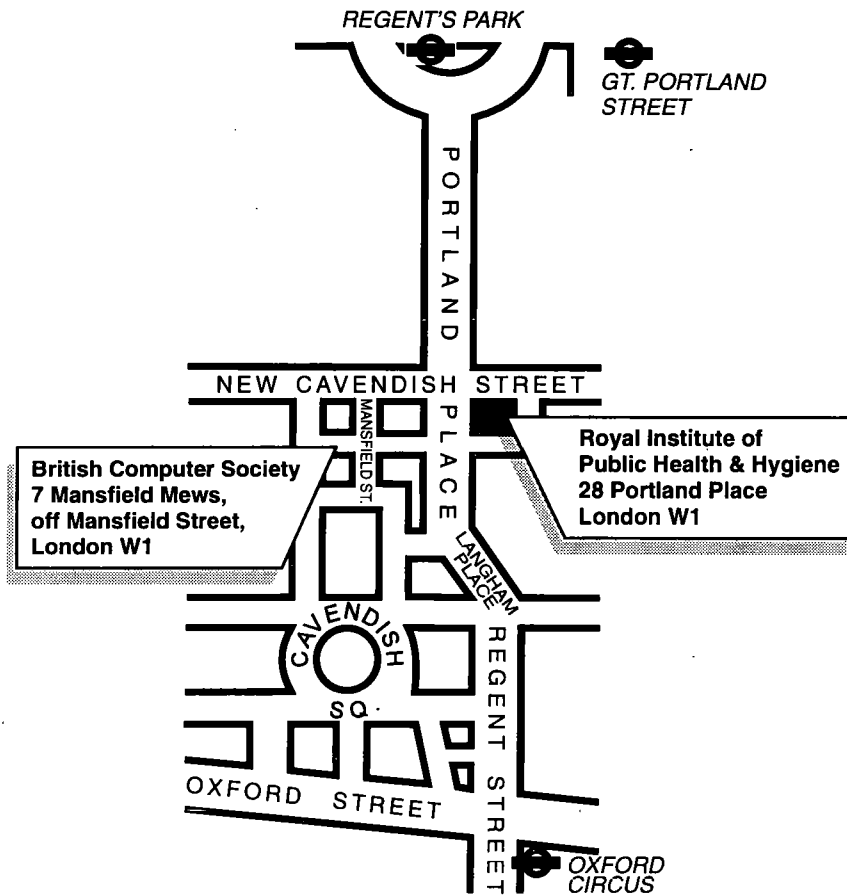 REGENT'S PARK
GT. PORTLAND
STREET
PORTLAND
PLACE
NEW CAVENDISH STREET
MANSFIELD ST.
British Computer Society
7 Mansfield Mews,
off Mansfield Street,
London W1
Royal Institute of
Public Health & Hygiene
28 Portland Place
London W1
LANGHAM
PLACE
CAVENDISH
SQ.
REGENT STREET
OXFORD STREET
OXFORD
CIRCUS